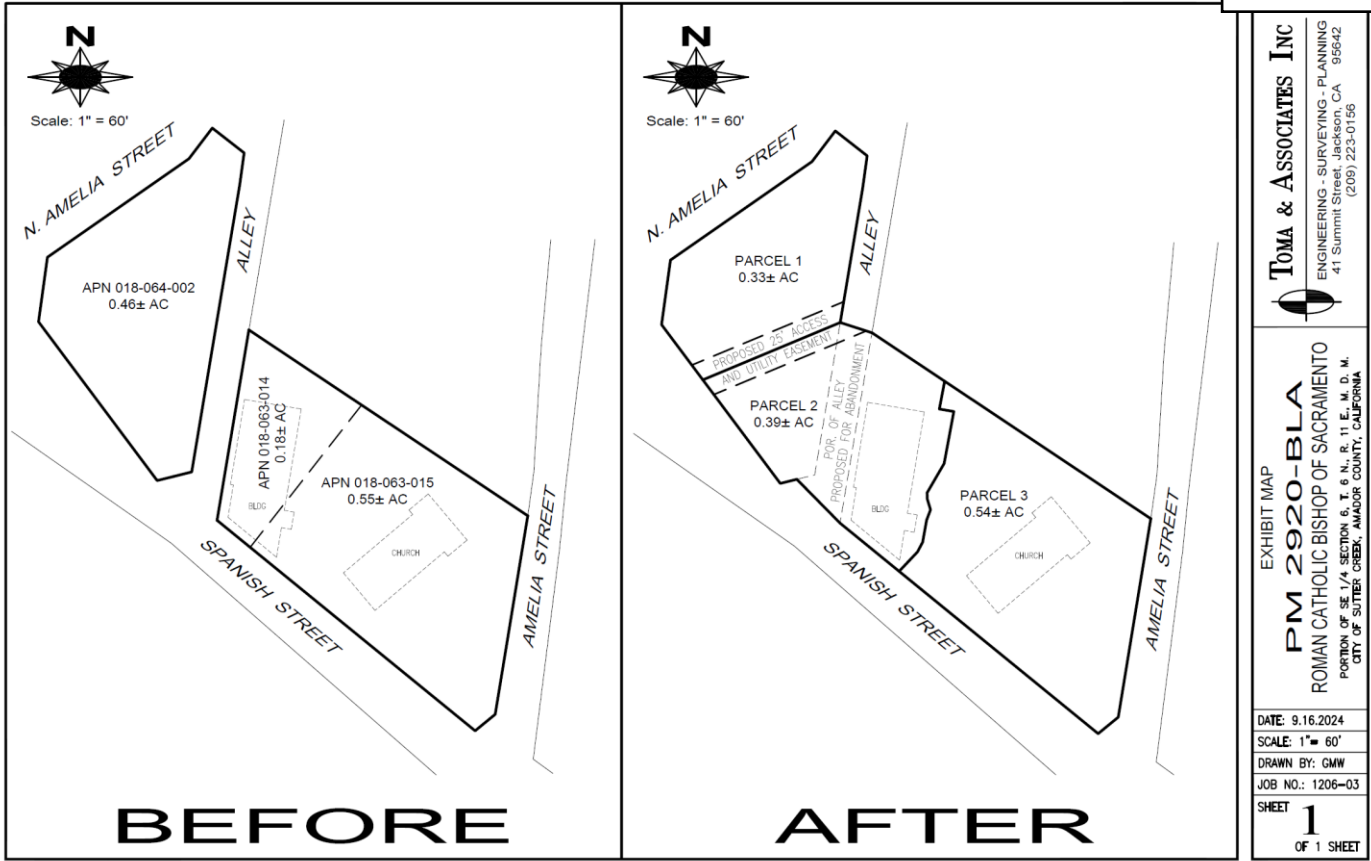 N
Scale: 1" = 60'
N. AMELIA STREET
ALLEY
APN 018-064-002
0.46± AC
APN 018-063-014
0.18± AC
BLDG
APN 018-063-015
0.55± AC
CHURCH
SPANISH STREET
AMELIA STREET
BEFORE
N
Scale: 1" = 60'
N. AMELIA STREET
ALLEY
PARCEL 1
0.33± AC
PROPOSED 25' ACCESS
AND UTILITY EASEMENT
PARCEL 2
0.39± AC
POR. OF ALLEY
PROPOSED FOR ABANDONMENT
BLDG
PARCEL 3
0.54± AC
CHURCH
SPANISH STREET
AMELIA STREET
AFTER
TOMA & ASSOCIATES INC
ENGINEERING - SURVEYING - PLANNING
41 Summit Street, Jackson, CA 95642
(209) 223-0156
EXHIBIT MAP
PM 2920-BLA
ROMAN CATHOLIC BISHOP OF SACRAMENTO
PORTION OF SE 1/4 SECTION 6, T. 6 N., R. 11 E., M. D. M.
CITY OF SUTTER CREEK, AMADOR COUNTY, CALIFORNIA
DATE: 9.16.2024
SCALE: 1"= 60'
DRAWN BY: GMW
JOB NO.: 1206-03
SHEET
1
OF 1 SHEET